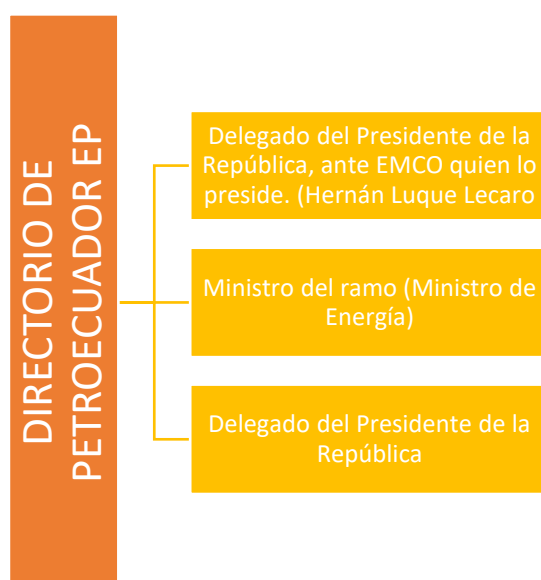 DIRECTORIO DE
PETROECUADOR EP
Delegado del Presidente de la
República, ante EMCO quien lo
preside. (Hernán Luque Lecaro
Ministro del ramo (Ministro de
Energía)
Delegado del Presidente de la
República